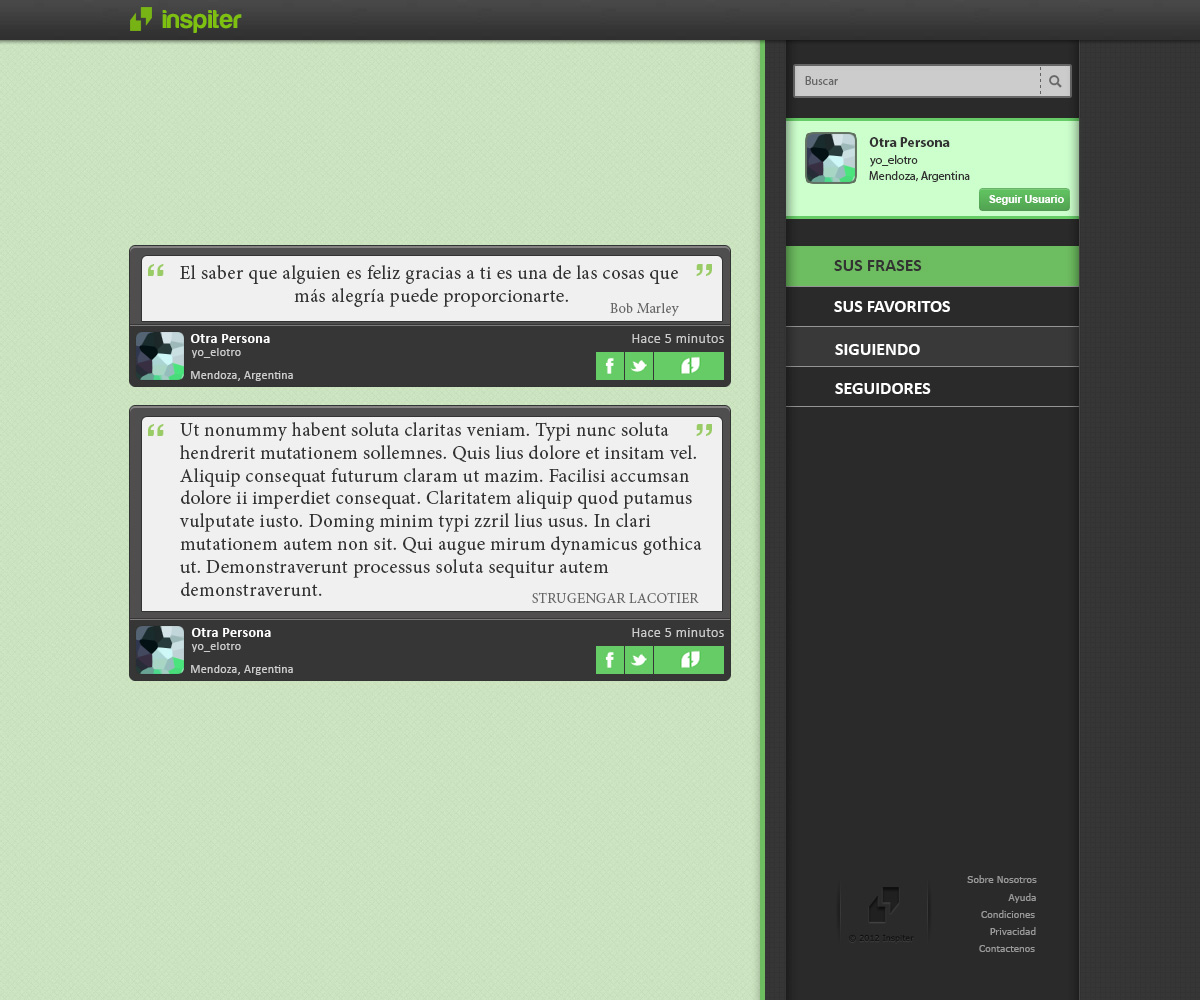 inspiter
“ El saber que alguien es feliz gracias a ti es una de las cosas que ”
más alegría puede proporcionarte.
Bob Marley
Otra Persona
yo_elotro
Mendoza, Argentina
Hace 5 minutos
“ Ut nonummy habent soluta claritas veniam. Typi nunc soluta ”
hendrerit mutationem sollemnes. Quis lius dolore et insitam vel.
Aliquip consequat futurum claram ut mazim. Facilisi accumsan
dolore ii imperdiet consequat. Claritatem aliquip quod putamus
vulputate iusto. Doming minim typi zzril lius usus. In clari
mutationem autem non sit. Qui augue mirum dynamicus gothica
ut. Demonstraverunt processus soluta sequitur autem
demonstraverunt.
STRUGENGAR LACOTIER
Otra Persona
yo_elotro
Mendoza, Argentina
Hace 5 minutos
Buscar
Otra Persona
yo_elotro
Mendoza, Argentina
Seguir Usuario
SUS FRASES
SUS FAVORITOS
SIGUIENDO
SEGUIDORES
© 2012 Inspiter
Sobre Nosotros
Ayuda
Condiciones
Privacidad
Contactenos